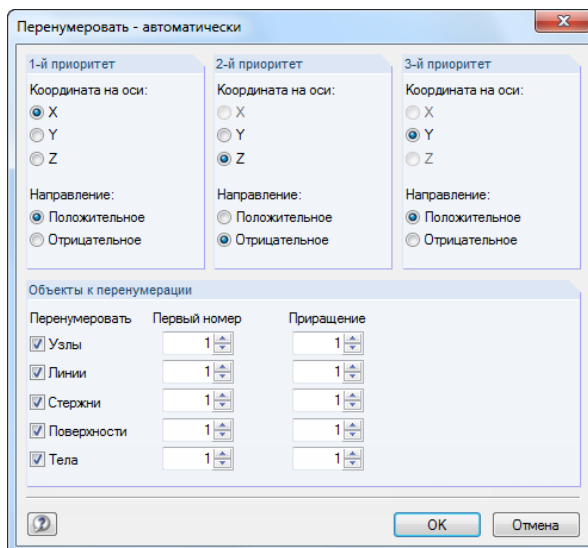 Перенумеровать - автоматически
1-й приоритет
Координата на оси:
X
Y
Z
Направление:
Положительное
Отрицательное
2-й приоритет
Координата на оси:
X
Y
Z
Направление:
Положительное
Отрицательное
3-й приоритет
Координата на оси:
X
Y
Z
Направление:
Положительное
Отрицательное
Объекты к перенумерации
Перенумеровать Первый номер Приращение
Узлы 1 1
Линии 1 1
Стержни 1 1
Поверхности 1 1
Тела 1 1
OK Отмена